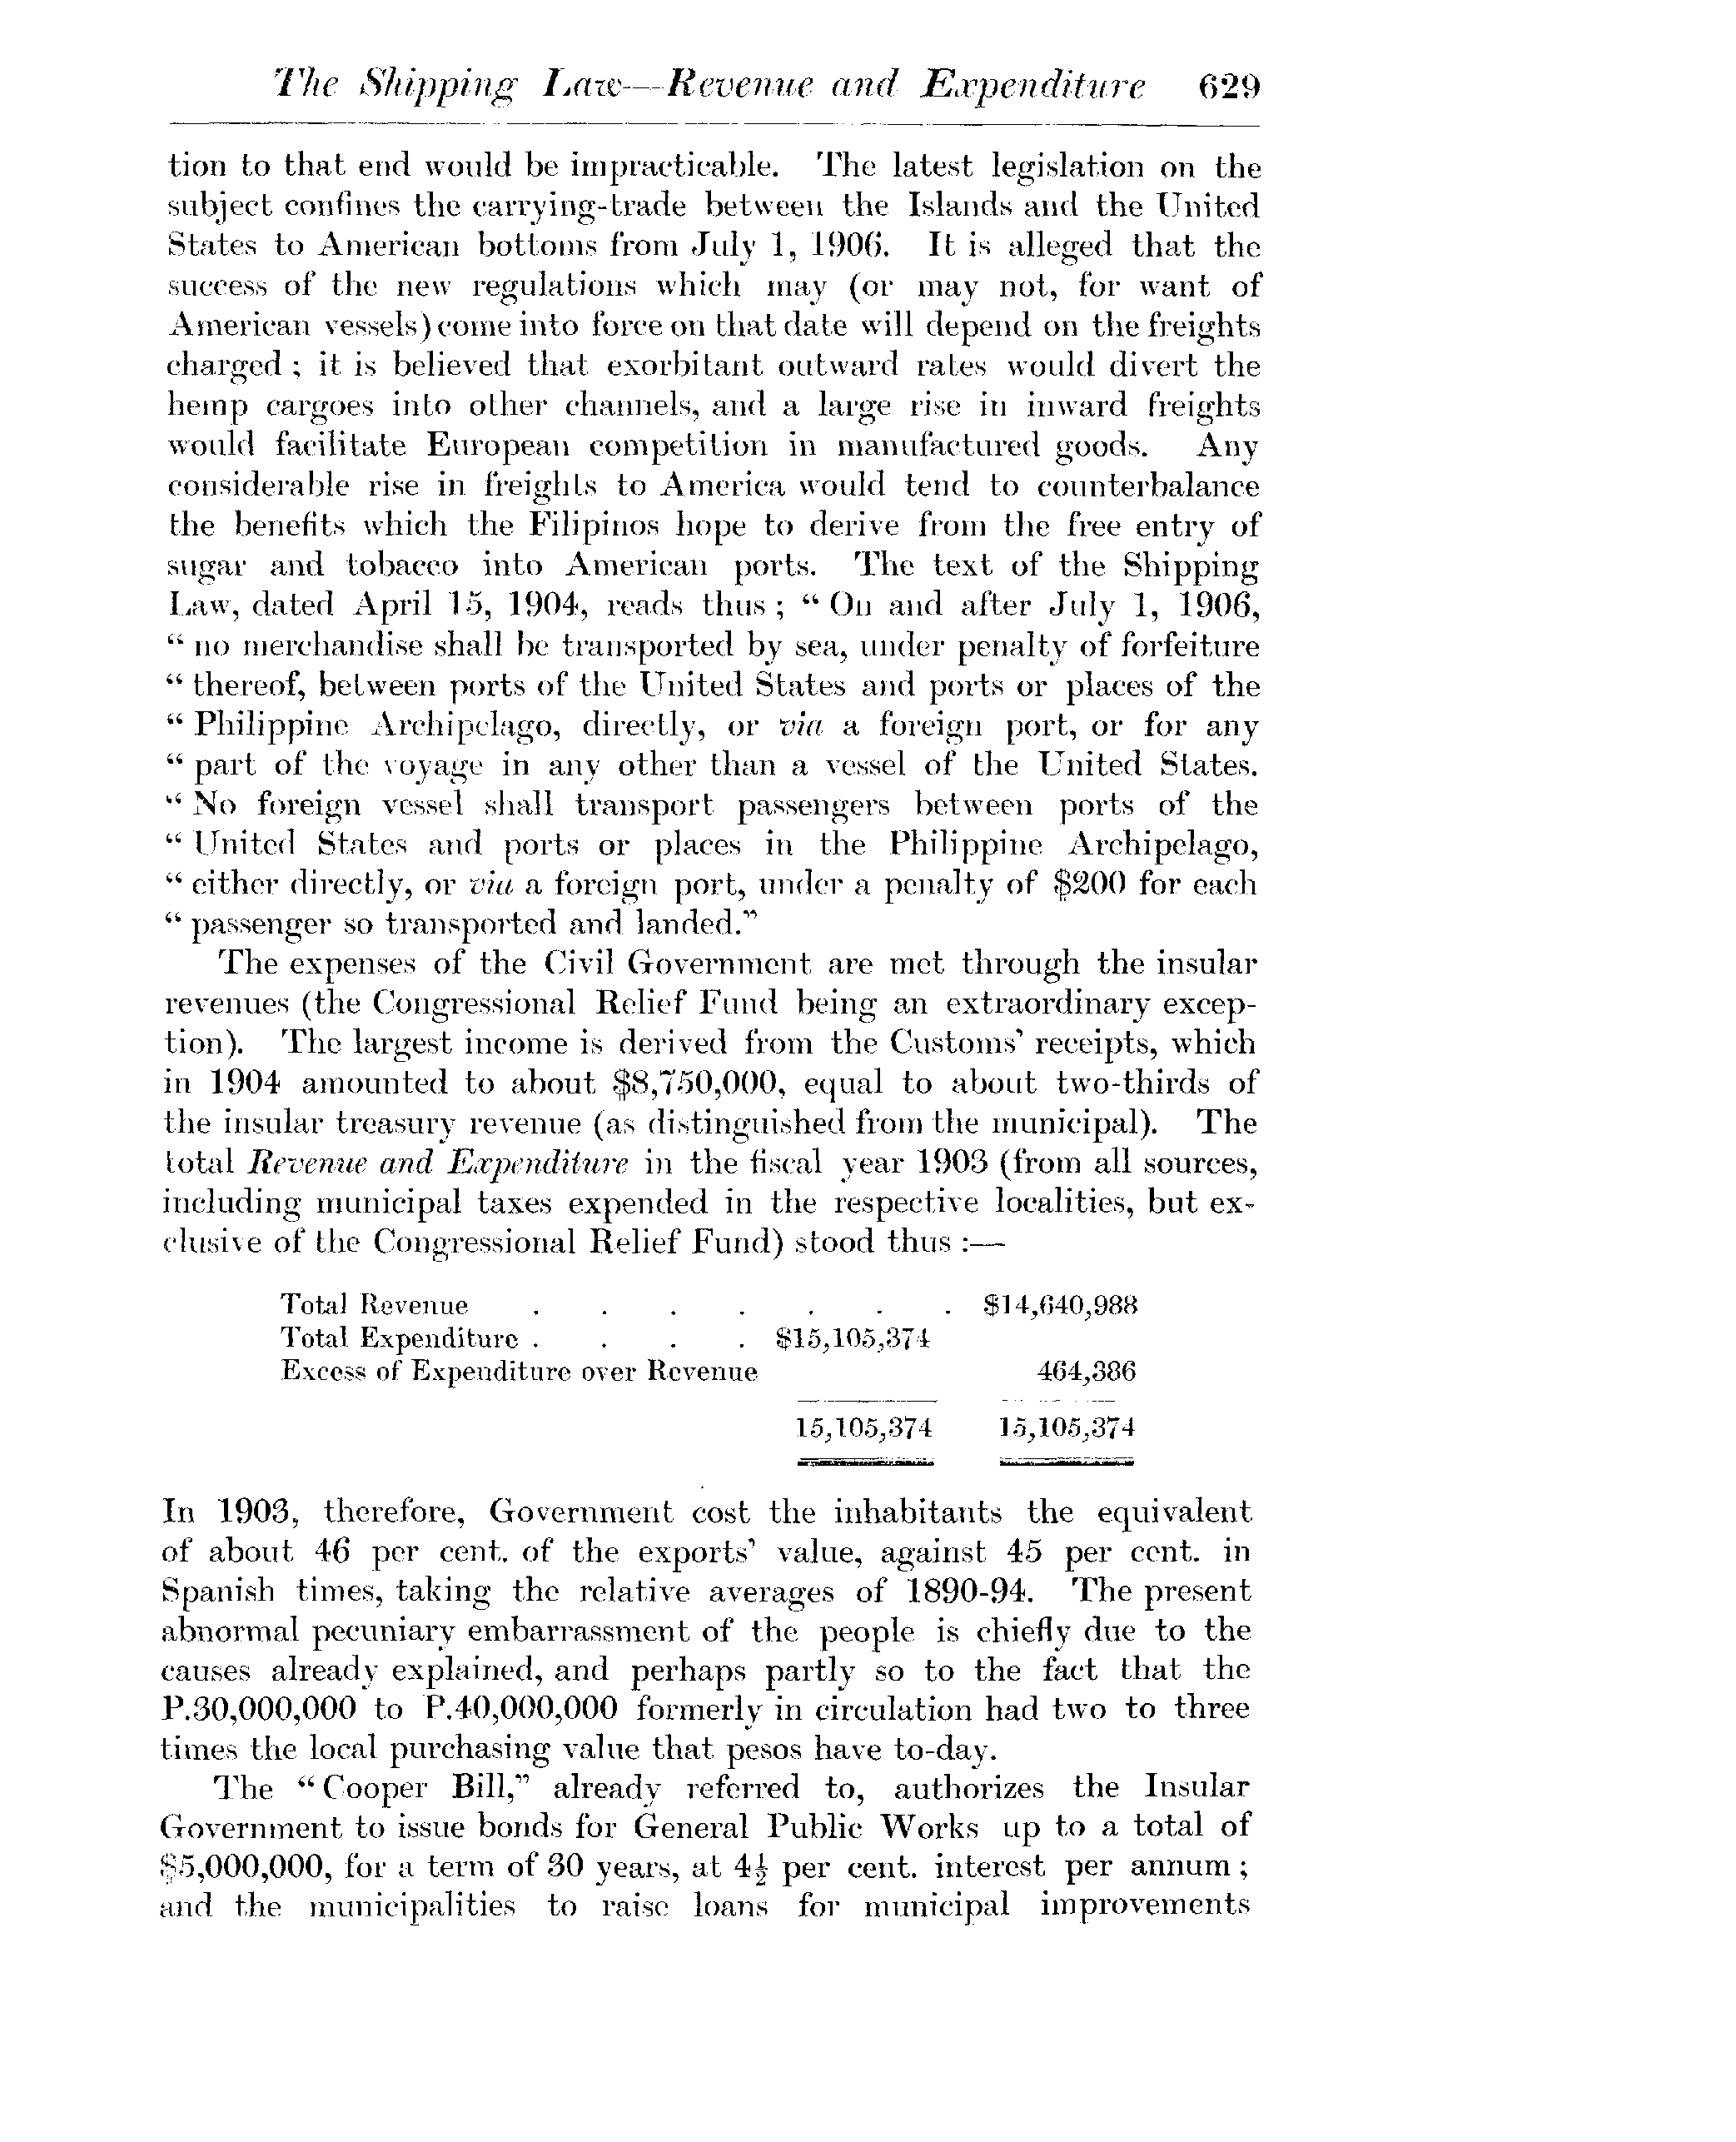 The Shipping Law—Revenue and Expenditure 629
tion to that end would be impracticable. The latest legislation on the
subject confines the carrying-trade between the Islands and the United
States to American bottoms from July 1, 1906. It is alleged that the
success of the new regulations which may (or may not, for want of
American vessels) come into force on that date will depend on the freights
charged ; it is believed that exorbitant outward rates would divert the
hemp cargoes into other channels, and a large rise in inward freights
would facilitate European competition in manufactured goods. Any
considerable rise in freights to America would tend to counterbalance
the benefits which the Filipinos hope to derive from the free entry of
sugar and tobacco into American ports. The text of the Shipping
Law, dated April 15, 1904, reads thus ; “ On and after July 1, 1906,
“ no merchandise shall be transported by sea, under penalty of forfeiture
“ thereof, between ports of the United States and ports or places of the
“ Philippine Archipelago, directly, or via a foreign port, or for any
“ part of the voyage in any other than a vessel of the United States.
“ No foreign vessel shall transport passengers between ports of the
“ United States and ports or places in the Philippine Archipelago,
“ either directly, or via a foreign port, under a penalty of $200 for each
“ passenger so transported and landed.”
The expenses of the Civil Government are met through the insular
revenues (the Congressional Relief Fund being an extraordinary excep-
tion). The largest income is derived from the Customs’ receipts, which
in 1904 amounted to about $8,750,000, equal to about two-thirds of
the insular treasury revenue (as distinguished from the municipal). The
total Revenue and Expenditure in the fiscal year 1903 (from all sources,
including municipal taxes expended in the respective localities, but ex-
clusive of the Congressional Relief Fund) stood thus :—
Total Revenue . . . . . . . $14,640,988
Total Expenditure . . . . $15,105,374
Excess of Expenditure over Revenue 464,386
15,105,374 15,105,374
In 1903, therefore, Government cost the inhabitants the equivalent
of about 46 per cent. of the exports’ value, against 45 per cent. in
Spanish times, taking the relative averages of 1890-94. The present
abnormal pecuniary embarrassment of the people is chiefly due to the
causes already explained, and perhaps partly so to the fact that the
P.30,000,000 to P.40,000,000 formerly in circulation had two to three
times the local purchasing value that pesos have to-day.
The “Cooper Bill,” already referred to, authorizes the Insular
Government to issue bonds for General Public Works up to a total of
$5,000,000, for a term of 30 years, at 4½ per cent. interest per annum ;
and the municipalities to raise loans for municipal improvements